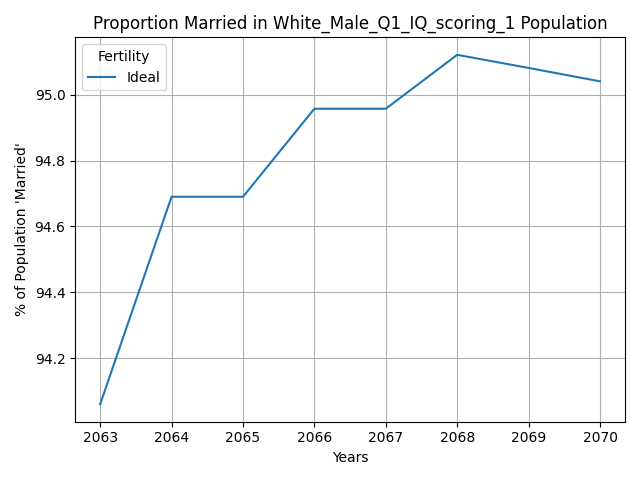 Proportion Married in White_Male_Q1_IQ_scoring_1 Population
Fertility
Ideal
% of Population 'Married'
95.0
94.8
94.6
94.4
94.2
2063 2064 2065 2066 2067 2068 2069 2070
Years